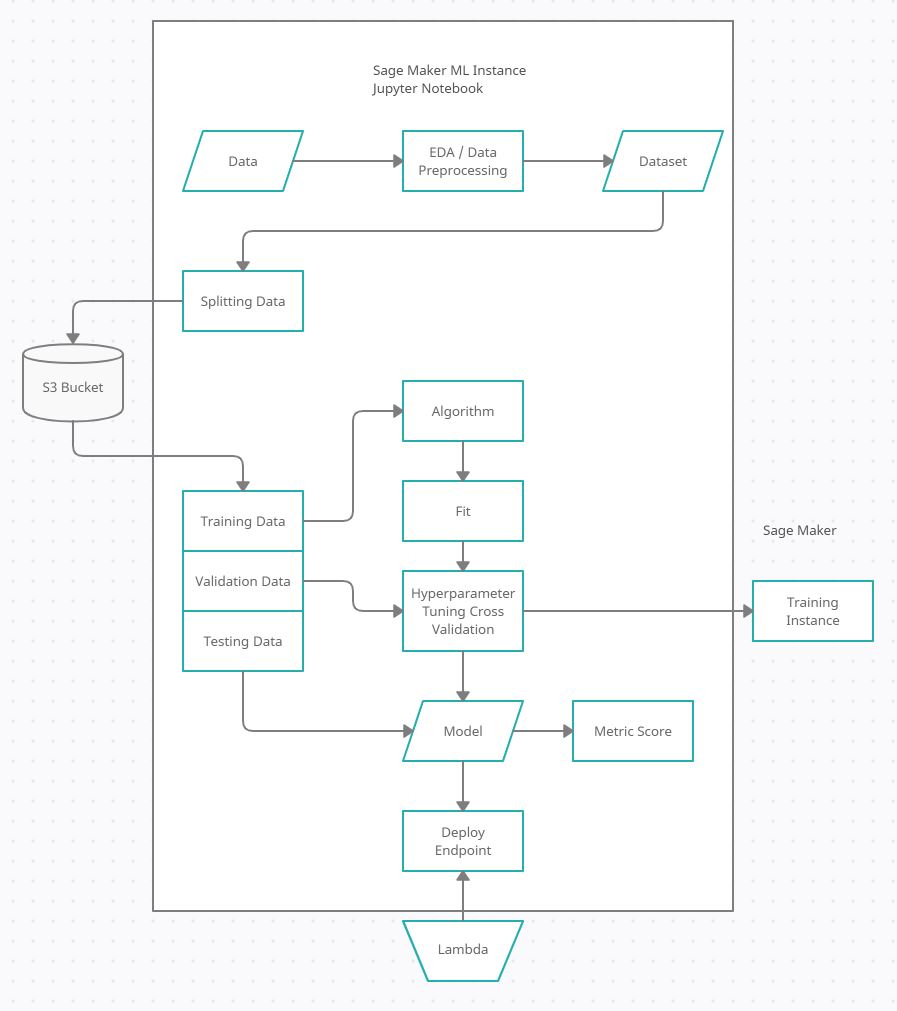 Sage Maker ML Instance
Jupyter Notebook
Data
EDA / Data
Preprocessing
Dataset
Splitting Data
S3 Bucket
Algorithm
Training Data
Fit
Sage Maker
Validation Data
Hyperparameter
Tuning Cross
Validation
Training
Instance
Testing Data
Model
Metric Score
Deploy
Endpoint
Lambda